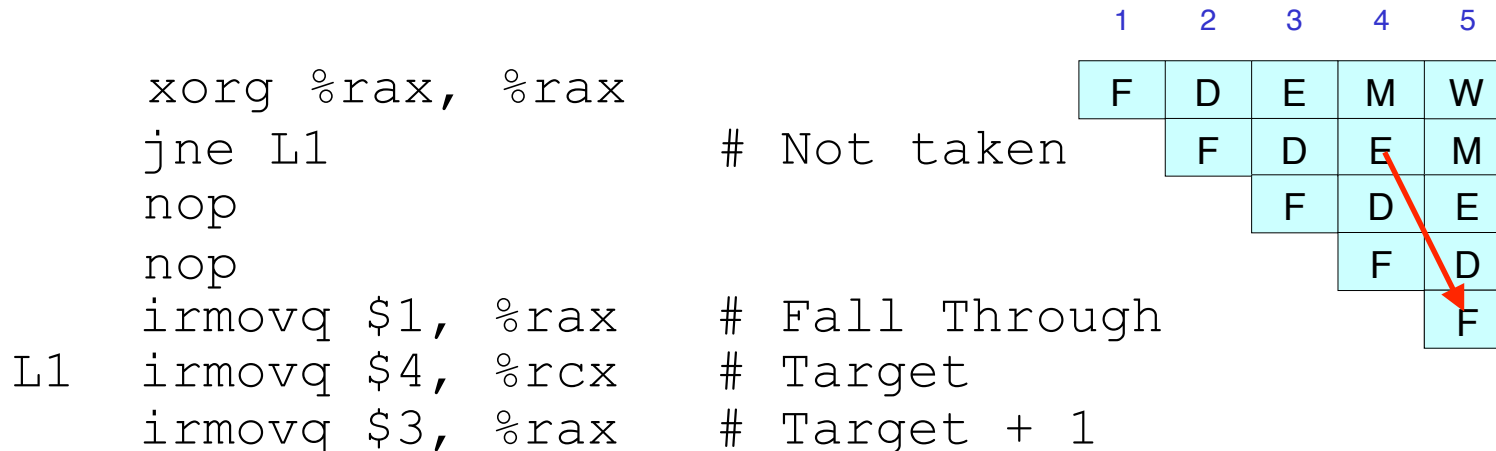 1 2 3 4 5
xorg %rax, %rax F D E M W
jne L1 # Not taken F D E M
nop F D E
nop F D
irmovq $1, %rax # Fall Through F
L1 irmovq $4, %rcx # Target
irmovq $3, %rax # Target + 1